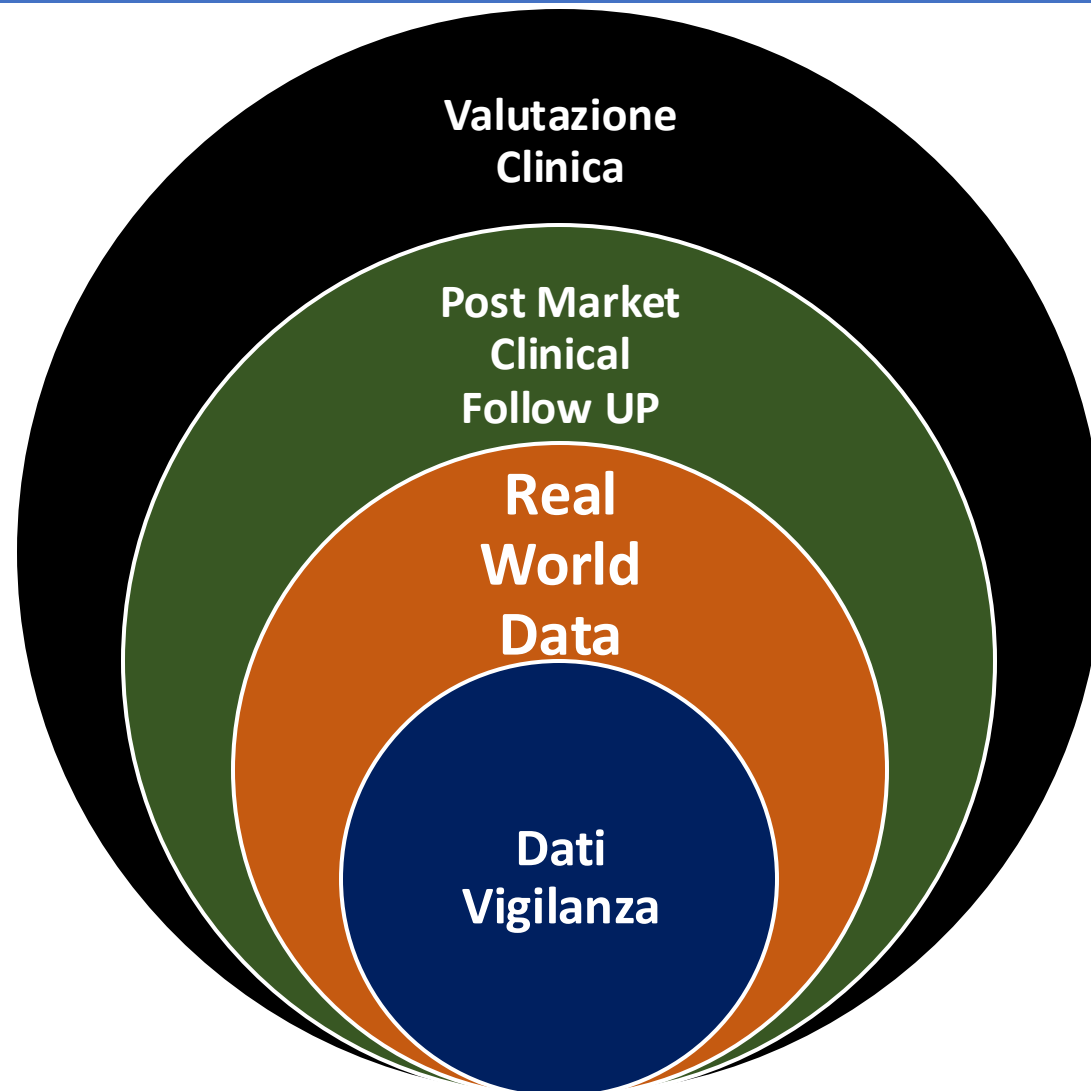 Valutazione
Clinica
Post Market
Clinical
Follow UP
Real
World
Data
Dati
Vigilanza